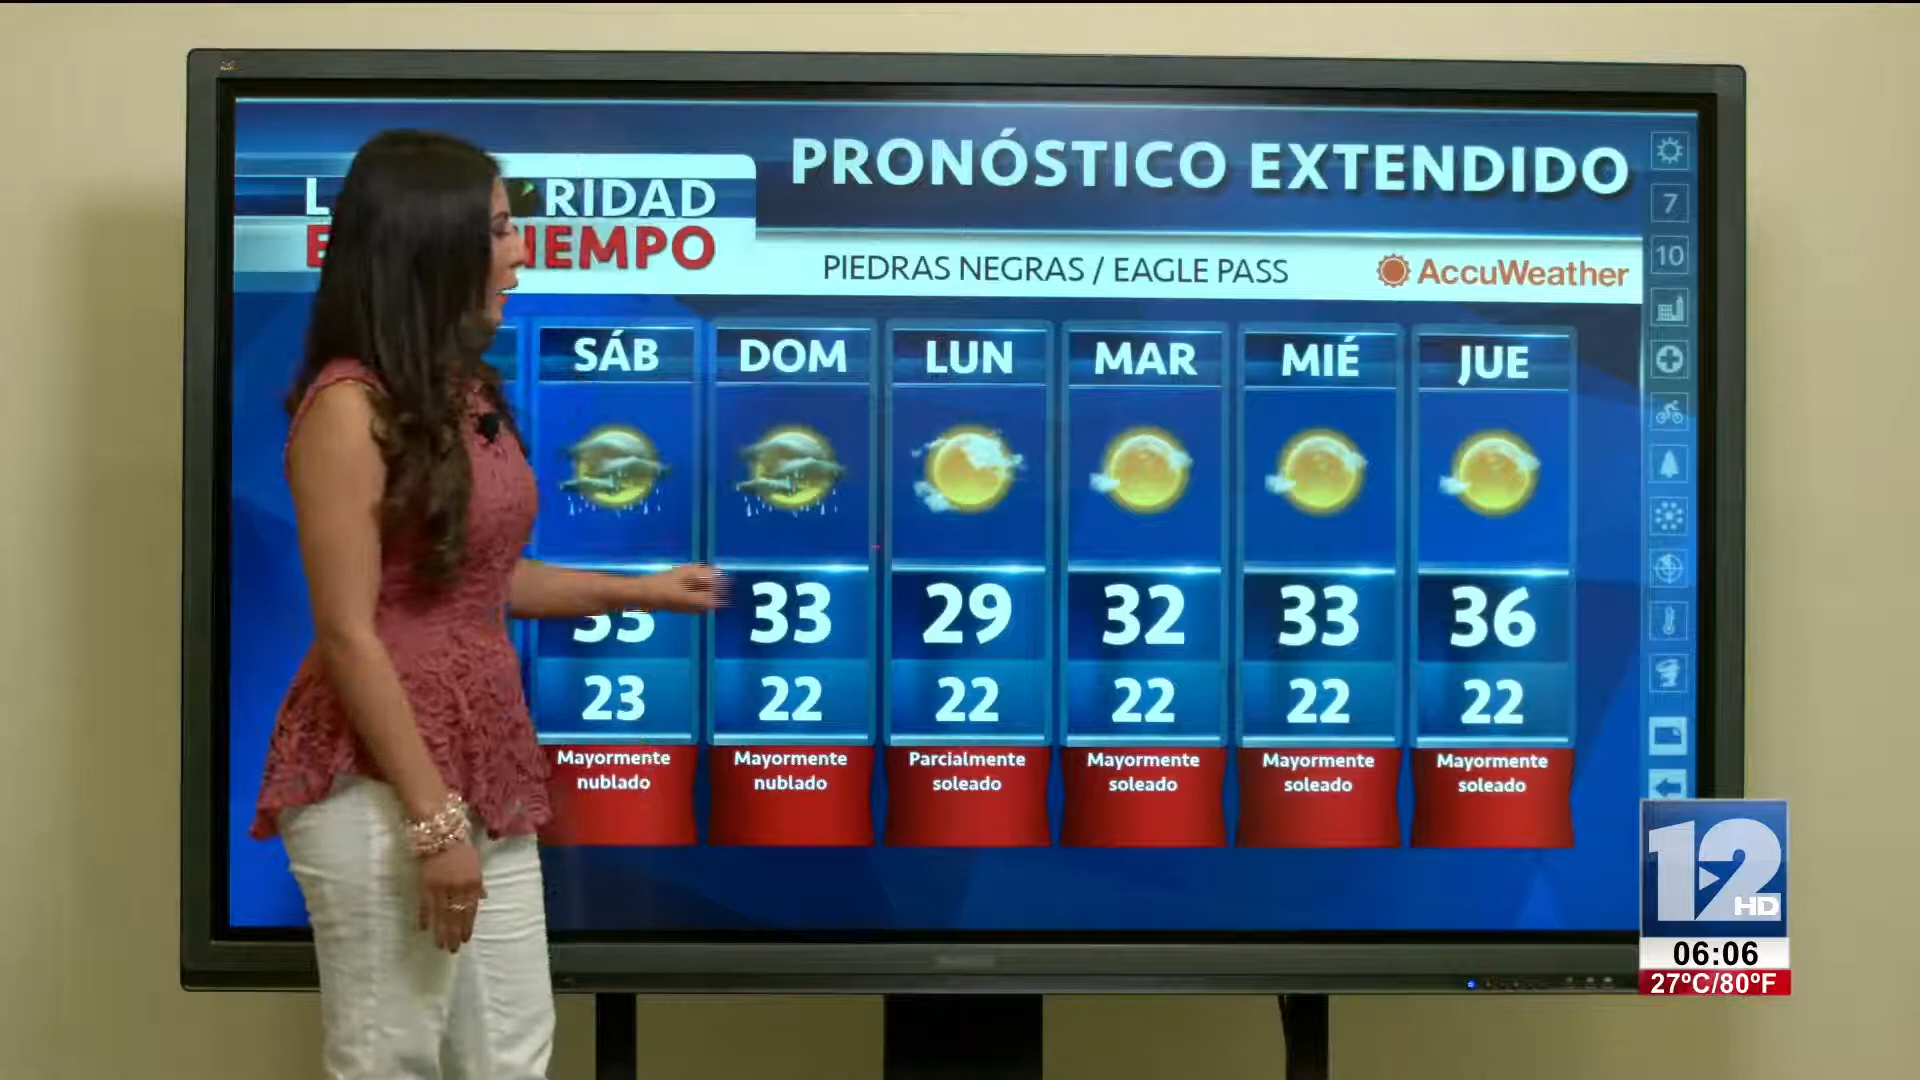 PRONÓSTICO EXTENDIDO
RIDAD
IEMPO
PIEDRAS NEGRAS / EAGLE PASS
AccuWeather
SÁB DOM LUN MAR MIÉ JUE
33 29 32 33 36
23 22 22 22 22 22
Mayormente nublado
Mayormente nublado
Parcialmente soleado
Mayormente soleado
Mayormente soleado
Mayormente soleado
7
10
12
HD
06:06
27ºC/80ºF